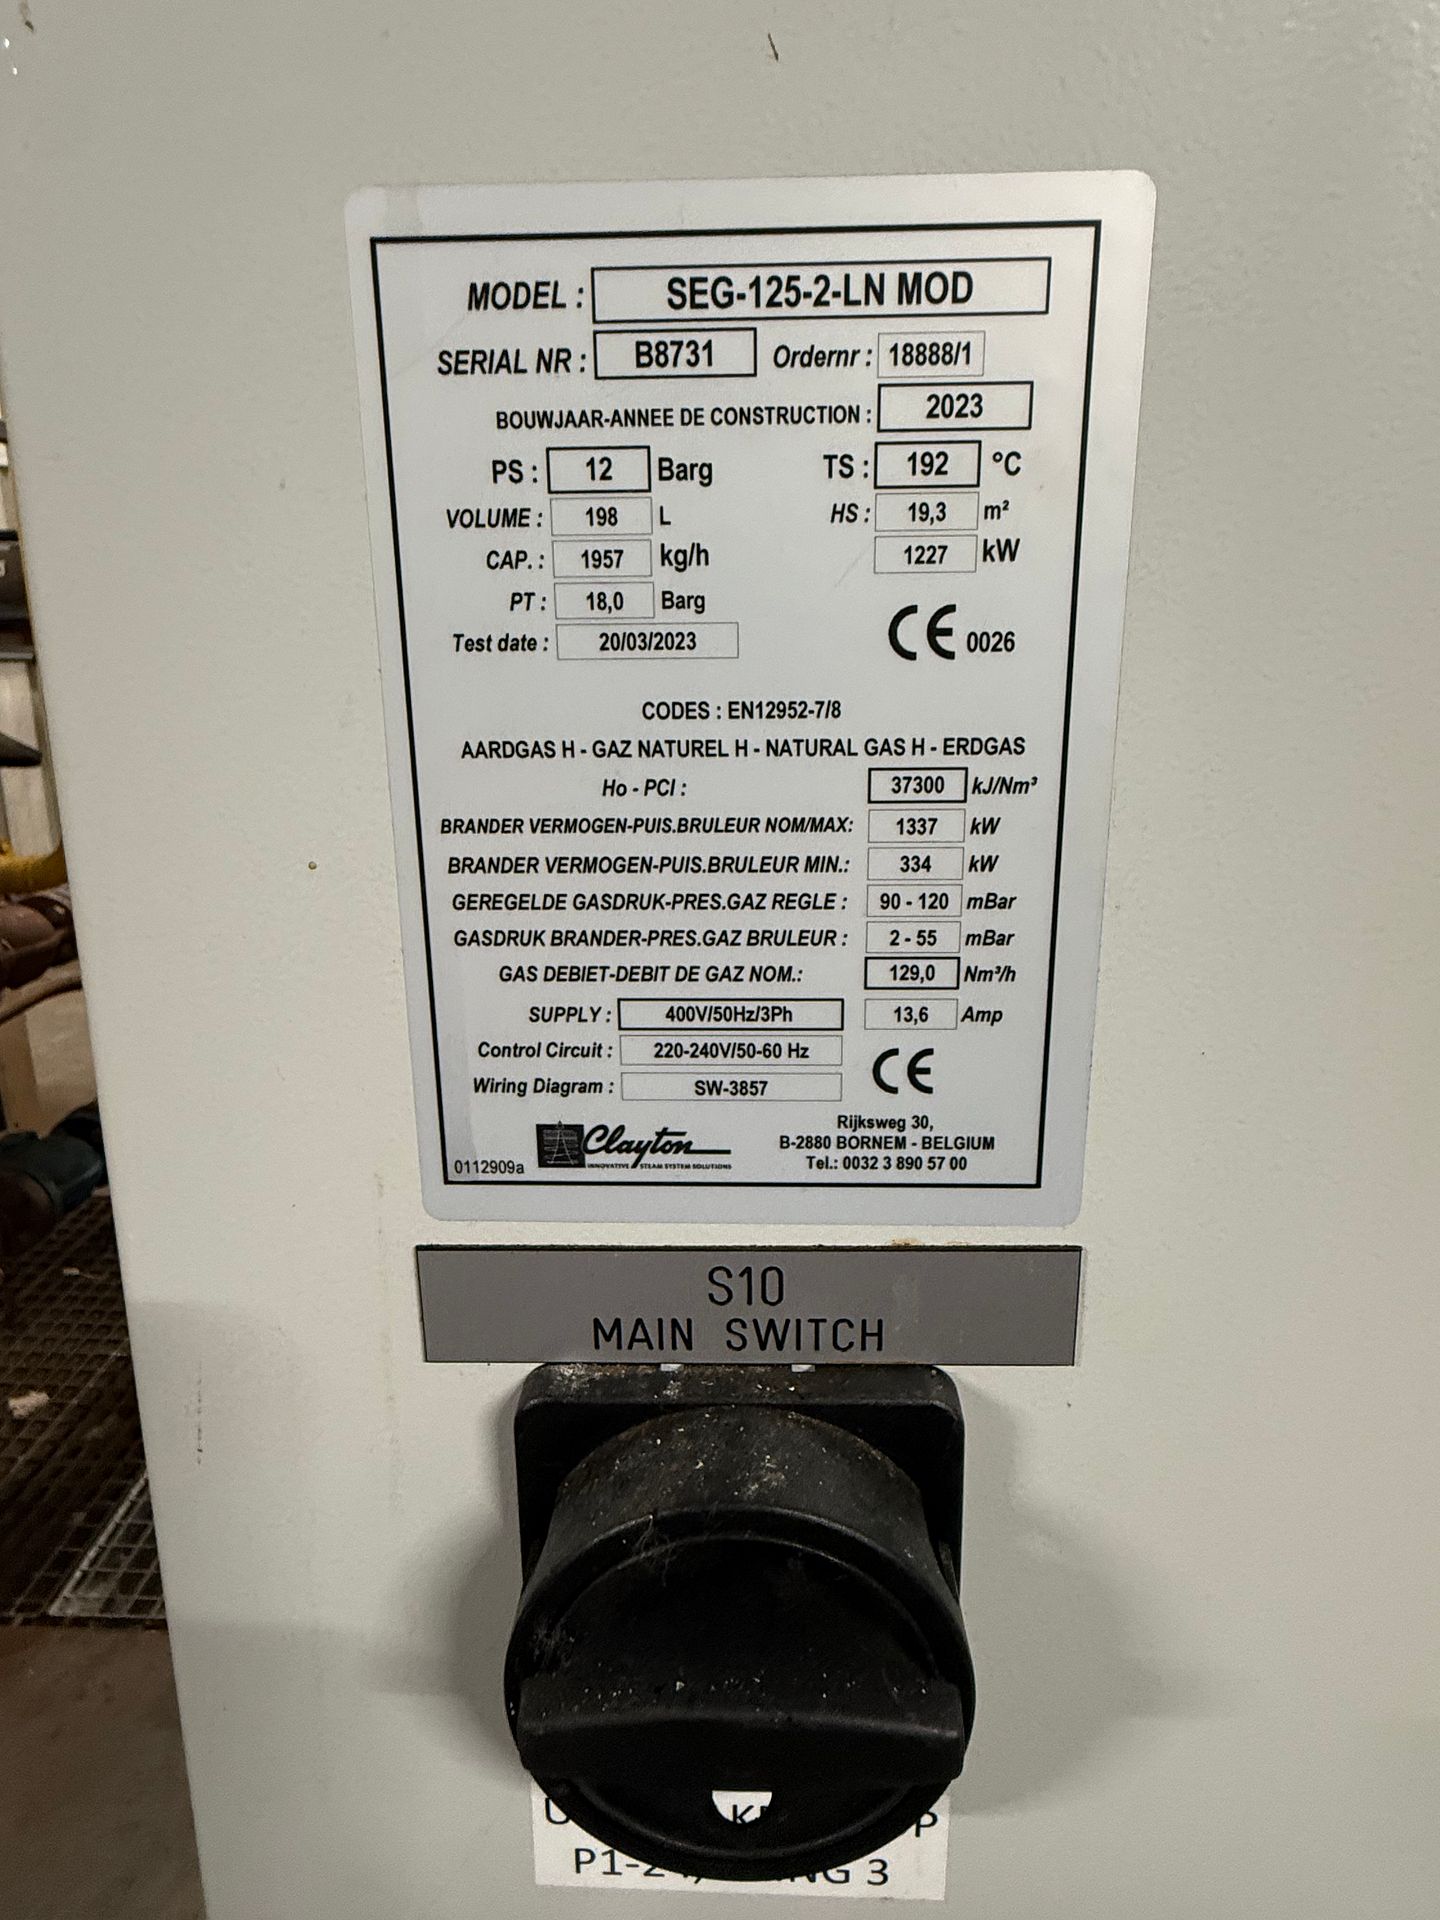 MODEL : SEG-125-2-LN MOD
SERIAL NR : B8731 Ordernr : 18888/1
BOUWJAAR-ANNEE DE CONSTRUCTION : 2023
PS : 12 Barg TS : 192 °C
VOLUME : 198 L HS : 19,3 m²
CAP. : 1957 kg/h 1227 kW
PT : 18,0 Barg
Test date : 20/03/2023 CE 0026
CODES : EN12952-7/8
AARDGAS H - GAZ NATUREL H - NATURAL GAS H - ERDGAS
Ho - PCI : 37300 kJ/Nm³
BRANDER VERMOGEN-PUIS.BRULEUR NOM/MAX: 1337 kW
BRANDER VERMOGEN-PUIS.BRULEUR MIN.: 334 kW
GEREGELDE GASDRUK-PRES.GAZ REGLE : 90 - 120 mBar
GASDRUK BRANDER-PRES.GAZ BRULEUR : 2 - 55 mBar
GAS DEBIET-DEBIT DE GAZ NOM.: 129,0 Nm³/h
SUPPLY : 400V/50Hz/3Ph 13,6 Amp
Control Circuit : 220-240V/50-60 Hz CE
Wiring Diagram : SW-3857
Clayton
INNOVATIVE STEAM SYSTEM SOLUTIONS
Rijksweg 30,
B-2880 BORNEM - BELGIUM
Tel.: 0032 3 890 57 00
0112909a
S10
MAIN SWITCH
3